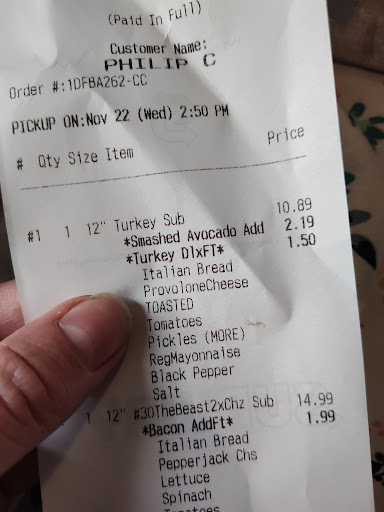 (Paid In Full)
Customer Name:
PHILIP C
Order #:1DFBA262-CC
PICKUP ON:Nov 22 (Wed) 2:50 PM
# Qty Size Item Price
#1 1 12" Turkey Sub 10.89
*Smashed Avocado Add 2.19
*Turkey DlxFT* 1.50
Italian Bread
ProvoloneCheese
TOASTED
Tomatoes
Pickles (MORE)
RegMayonnaise
Black Pepper
Salt
1 12" #30TheBeast2xChz Sub 14.99
*Bacon AddFt* 1.99
Italian Bread
Pepperjack Chs
Lettuce
Spinach
Tomatoes